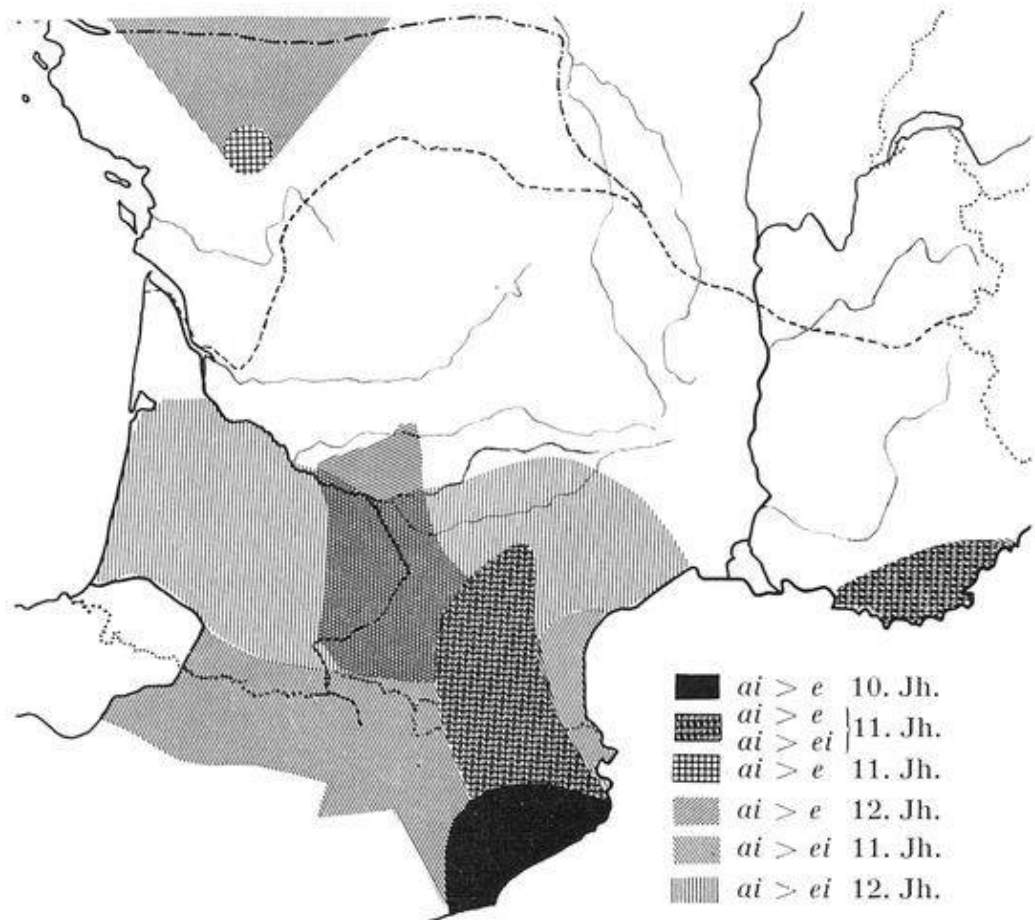 ai > e 10. Jh.
ai > e
ai > ei } 11. Jh.
ai > e 11. Jh.
ai > e 12. Jh.
ai > ei 11. Jh.
ai > ei 12. Jh.